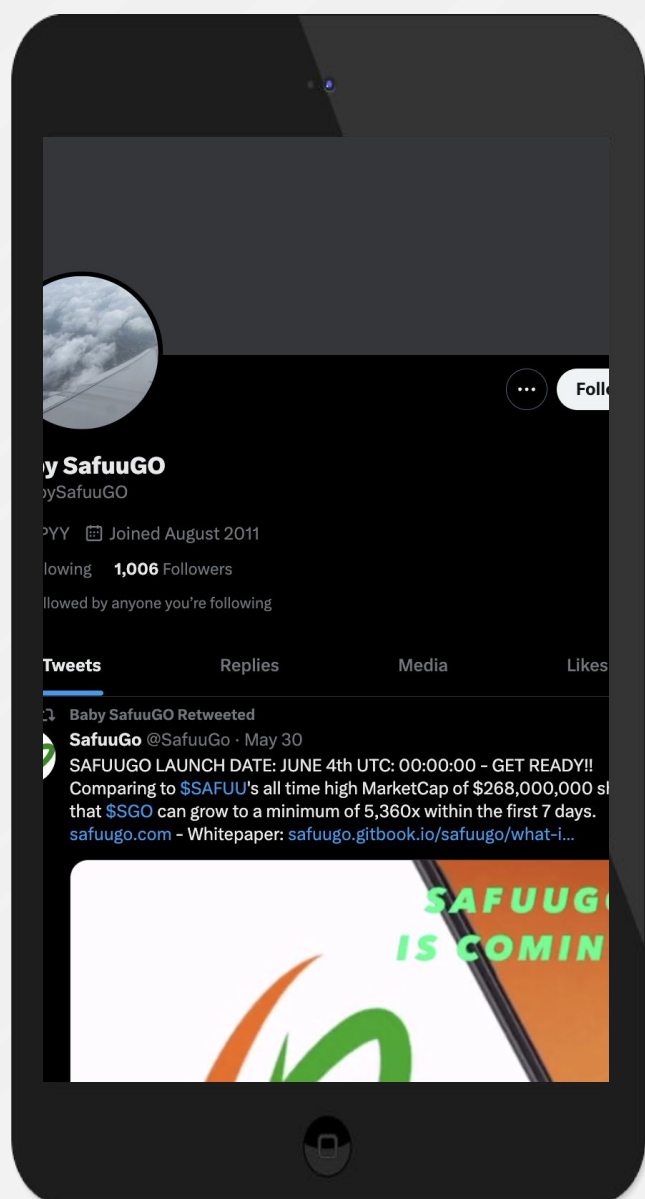 y SafuuGO
ySafuuGO
PYY Joined August 2011
lowing 1,006 Followers
llowed by anyone you're following
Tweets Replies Media Likes
Baby SafuuGO Retweeted
SafuuGo @SafuuGo · May 30
SAFUUGO LAUNCH DATE: JUNE 4th UTC: 00:00:00 - GET READY!!
Comparing to $SAFUU's all time high MarketCap of $268,000,000 sh
that $SGO can grow to a minimum of 5,360x within the first 7 days.
safuugo.com - Whitepaper: safuugo.gitbook.io/safuugo/what-i...
SAFUUG
IS COMIN
... Follo